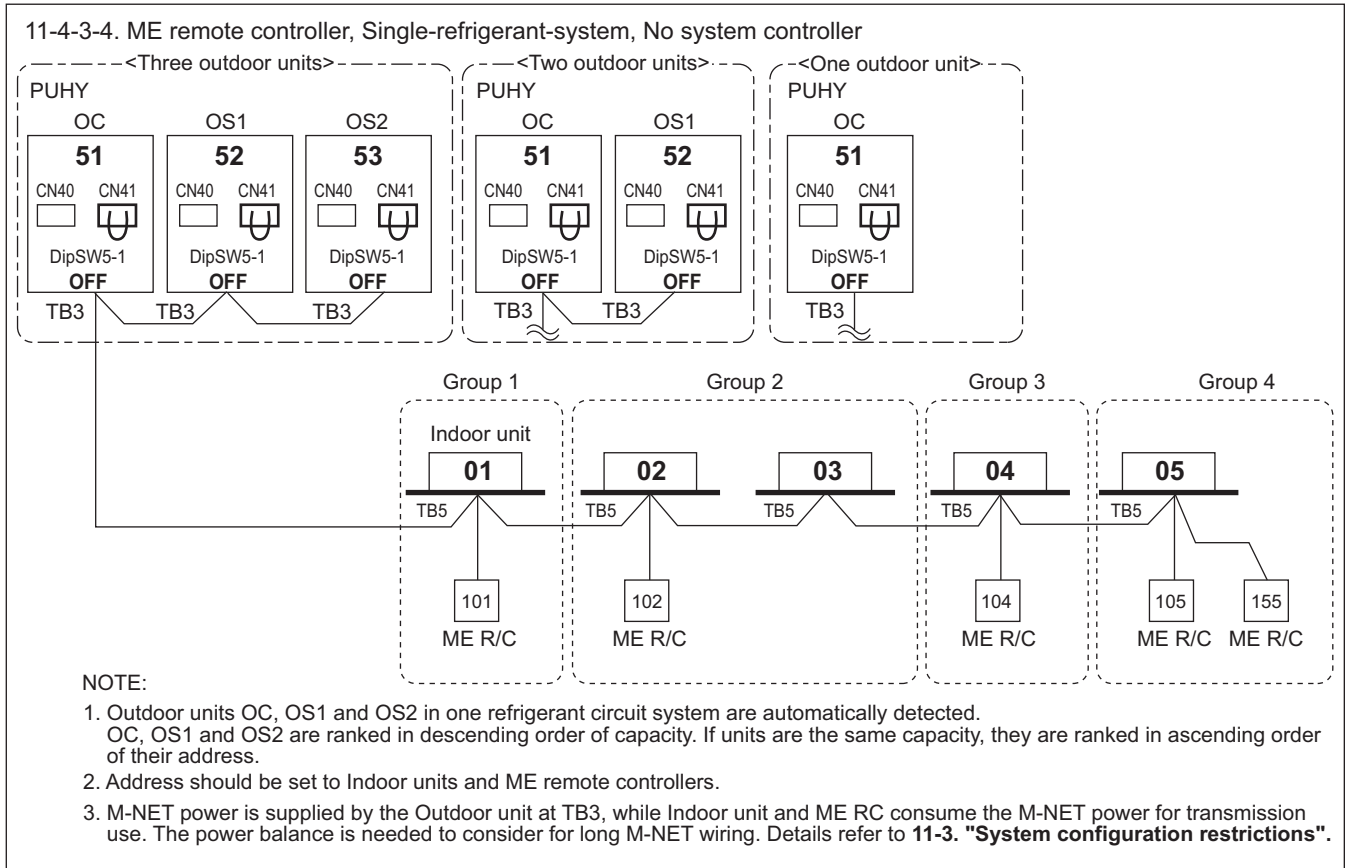 11-4-3-4. ME remote controller, Single-refrigerant-system, No system controller
<Three outdoor units> <Two outdoor units> <One outdoor unit>
PUHY PUHY PUHY
OC OS1 OS2 OC OS1 OC
51 52 53 51 52 51
CN40 CN41 CN40 CN41 CN40 CN41 CN40 CN41 CN40 CN41 CN40 CN41
DipSW5-1 DipSW5-1 DipSW5-1 DipSW5-1 DipSW5-1 DipSW5-1
OFF OFF OFF OFF OFF OFF
TB3 TB3 TB3 TB3 TB3 TB3
Group 1 Group 2 Group 3 Group 4
Indoor unit
01 02 03 04 05
TB5 TB5 TB5 TB5 TB5
101 102 104 105 155
ME R/C ME R/C ME R/C ME R/C ME R/C
NOTE:
1. Outdoor units OC, OS1 and OS2 in one refrigerant circuit system are automatically detected.
OC, OS1 and OS2 are ranked in descending order of capacity. If units are the same capacity, they are ranked in ascending order
of their address.
2. Address should be set to Indoor units and ME remote controllers.
3. M-NET power is supplied by the Outdoor unit at TB3, while Indoor unit and ME RC consume the M-NET power for transmission
use. The power balance is needed to consider for long M-NET wiring. Details refer to 11-3. "System configuration restrictions".